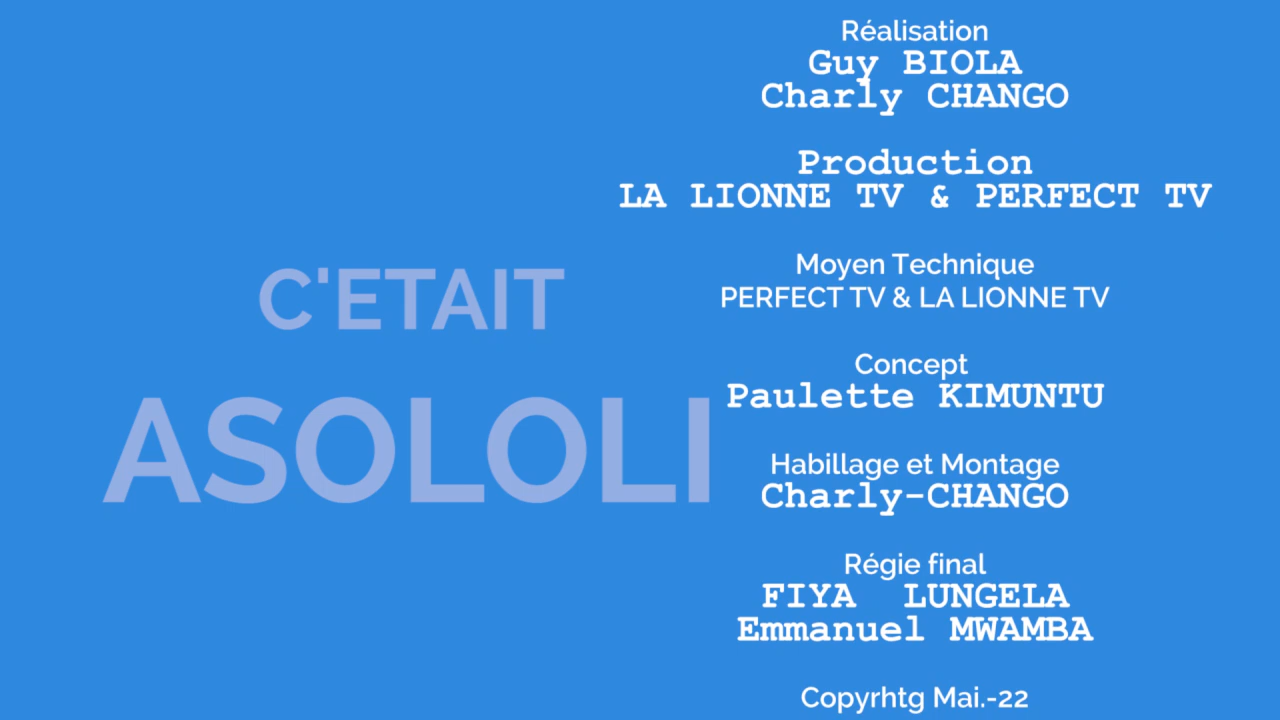 C'ETAIT
ASOLOLI
Réalisation
Guy BIOLA
Charly CHANGO
Production
LA LIONNE TV & PERFECT TV
Moyen Technique
PERFECT TV & LA LIONNE TV
Concept
Paulette KIMUNTU
Habillage et Montage
Charly-CHANGO
Régie final
FIYA LUNGELA
Emmanuel MWAMBA
Copyrhtg Mai.-22